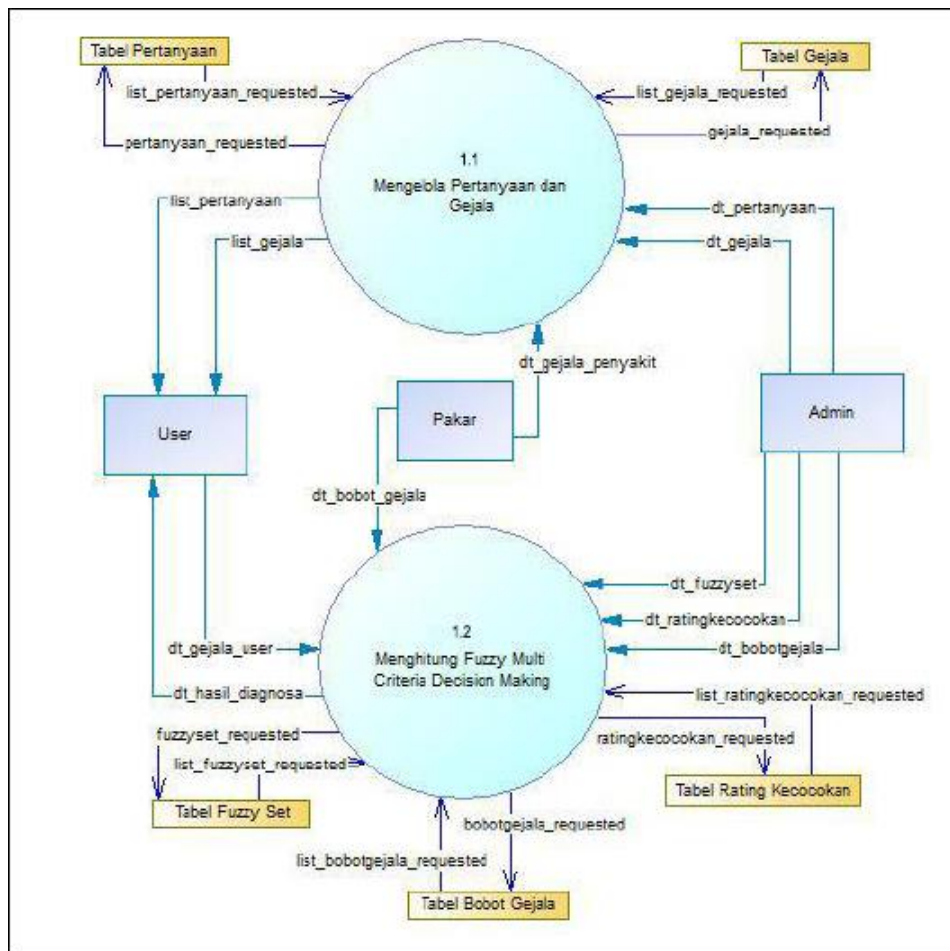 Tabel Pertanyaan
Tabel Gejala
list_pertanyaan_requested
list_gejala_requested
pertanyaan_requested
gejala_requested
1.1
Mengelola Pertanyaan dan
Gejala
list_pertanyaan
dt_pertanyaan
list_gejala
dt_gejala
dt_gejala_penyakit
User
Pakar
Admin
dt_bobot_gejala
dt_fuzzyset
dt_ratingkecocokan
1.2
Menghitung Fuzzy Multi
Criteria Decision Making
dt_gejala_user
dt_bobotgejala
dt_hasil_diagnosa
list_ratingkecocokan_requested
fuzzyset_requested
ratingkecocokan_requested
list_fuzzyset_requested
Tabel Fuzzy Set
Tabel Rating Kecocokan
bobotgejala_requested
list_bobotgejala_requested
Tabel Bobot Gejala